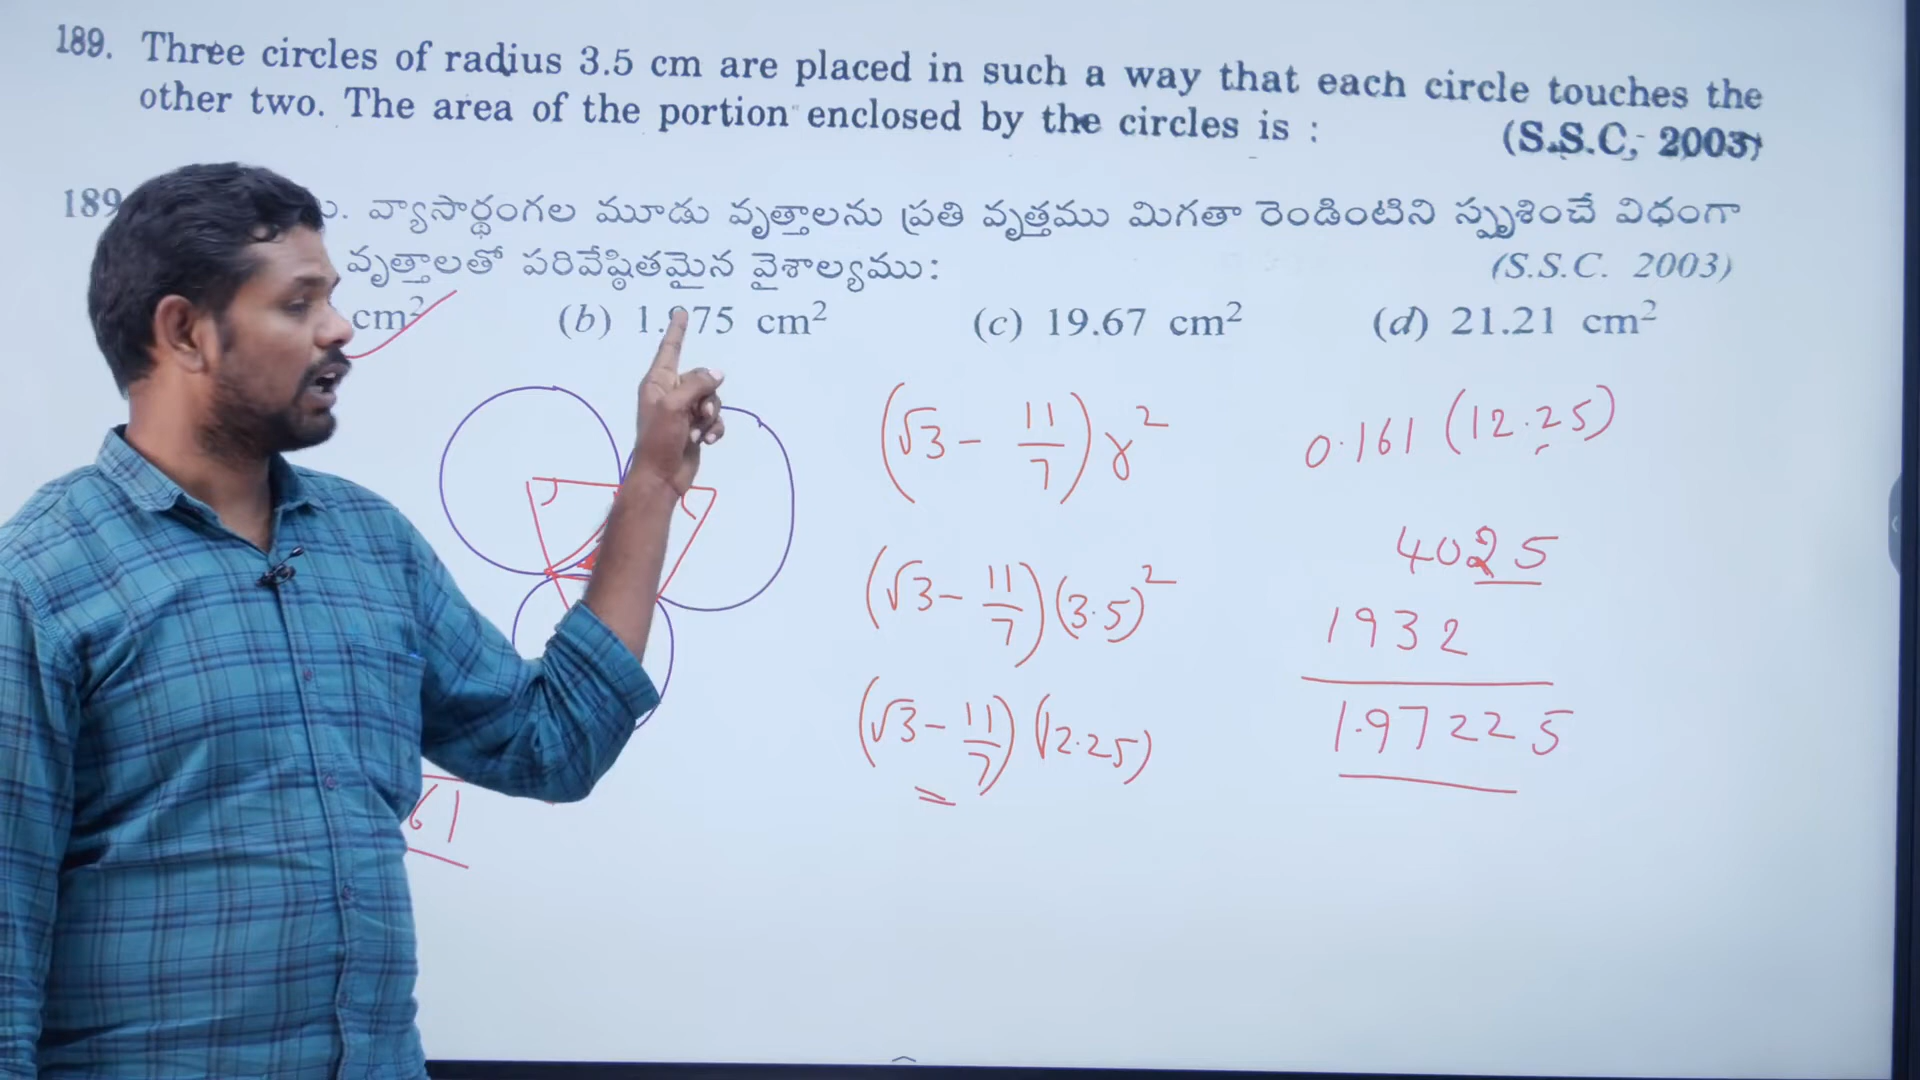 189. Three circles of radius 3.5 cm are placed in such a way that each circle touches the
other two. The area of the portion enclosed by the circles is :
(S.S.C, 2003)
189 వ్యాసార్థంగల మూడు వృత్తాలను ప్రతి వృత్తము మిగతా రెండింటిని స్పృశించే విధంగా
వృత్తాలతో పరివేష్ఠితమైన వైశాల్యము:
(S.S.C. 2003)
cm² (b) 1.975 cm² (c) 19.67 cm² (d) 21.21 cm²
(√3 - 11/7) r²
0.161 (12.25)
(√3 - 11/7) (3.5)²
4025
1932
(√3 - 11/7) (12.25)
1.97225
61